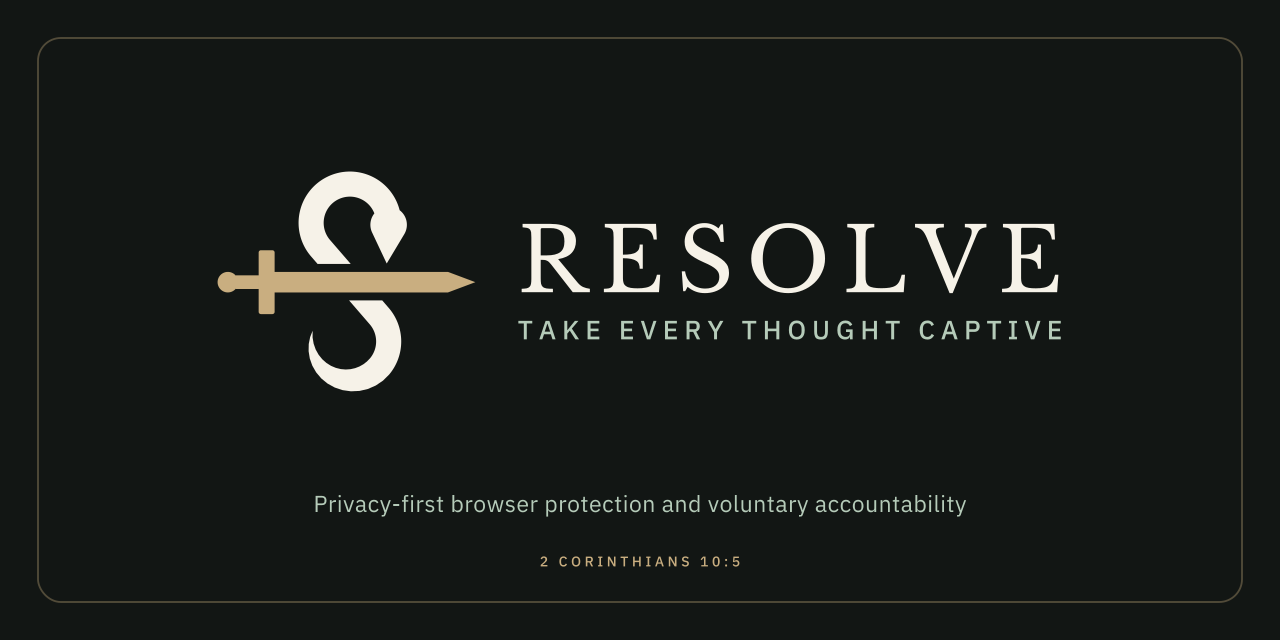 RESOLVE
TAKE EVERY THOUGHT CAPTIVE
Privacy-first browser protection and voluntary accountability
2 CORINTHIANS 10:5